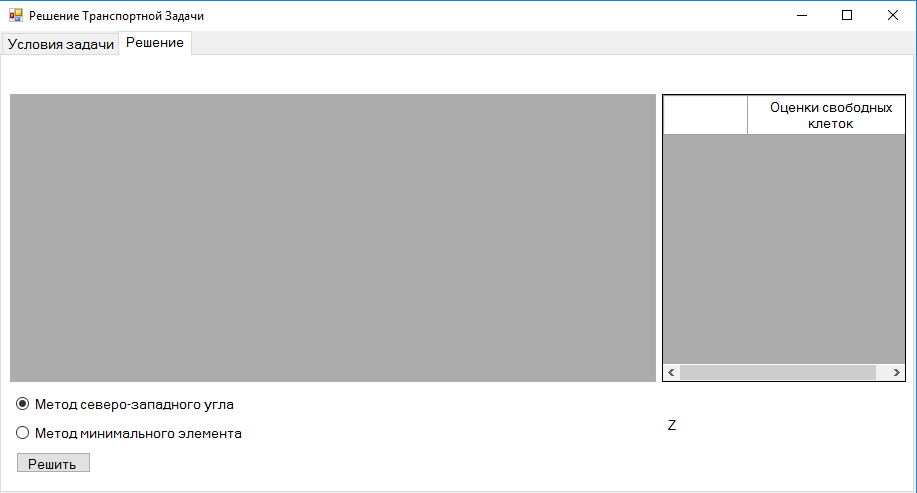 Решение Транспортной Задачи
Условия задачи
Решение
Оценки свободных
клеток
Метод северо-западного угла
Метод минимального элемента
Z
Решить